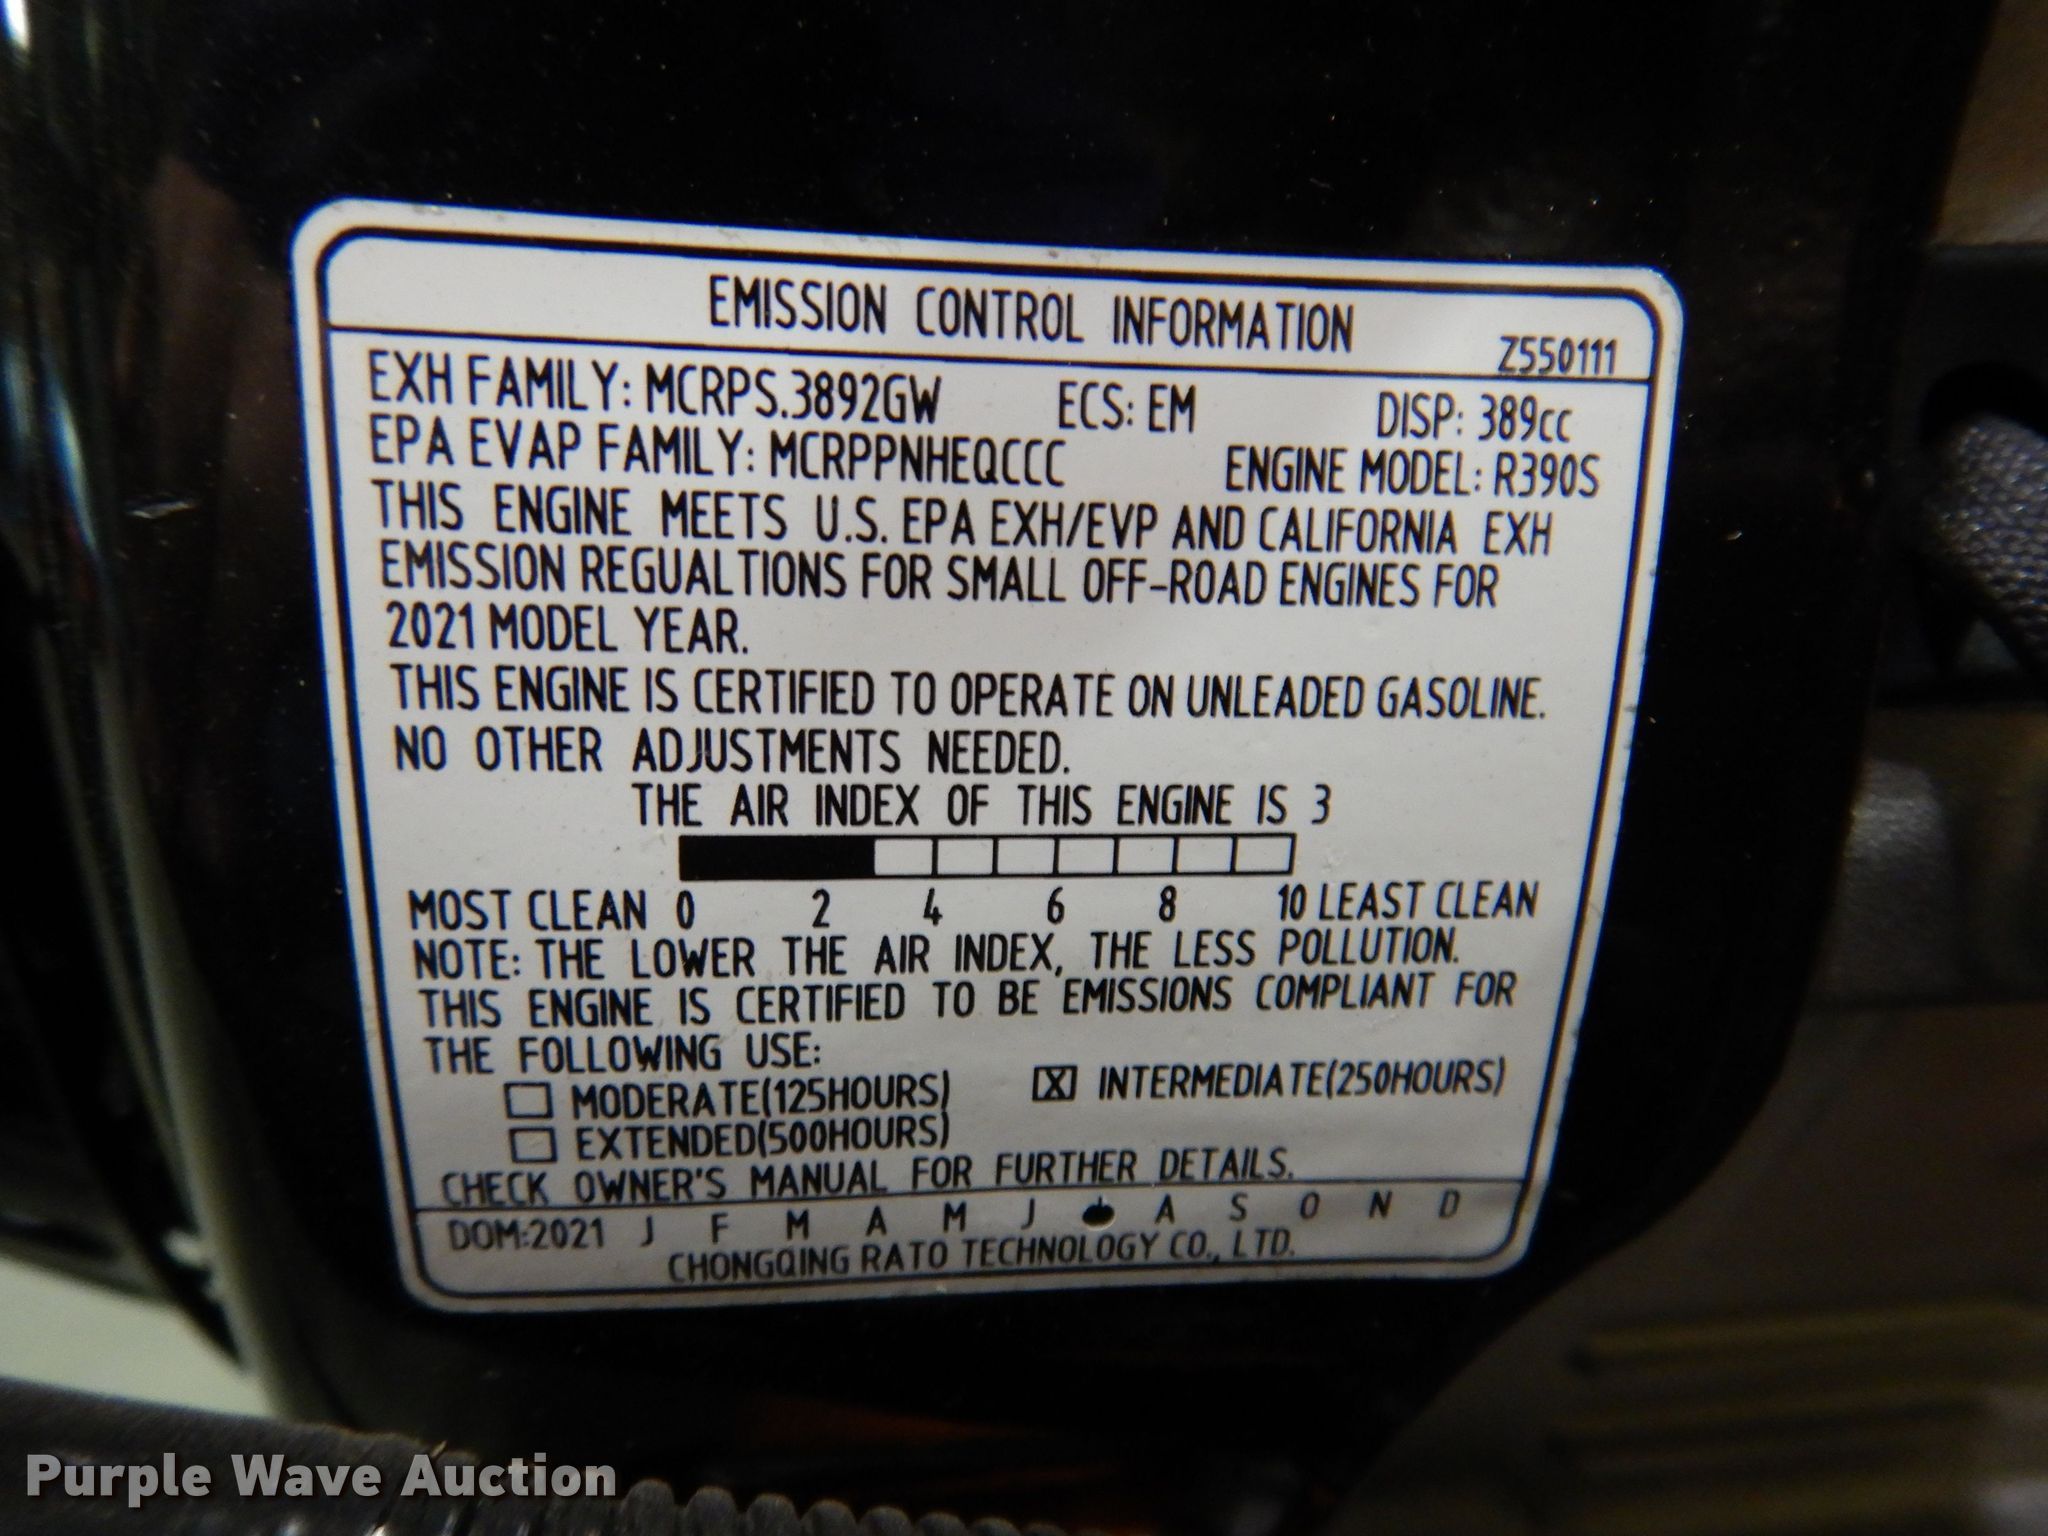 EMISSION CONTROL INFORMATION
Z550111
EXH FAMILY: MCRPS.3892GW ECS: EM DISP: 389cc
EPA EVAP FAMILY: MCRPPNHEQCCC ENGINE MODEL: R390S
THIS ENGINE MEETS U.S. EPA EXH/EVP AND CALIFORNIA EXH
EMISSION REGUALTIONS FOR SMALL OFF-ROAD ENGINES FOR
2021 MODEL YEAR.
THIS ENGINE IS CERTIFIED TO OPERATE ON UNLEADED GASOLINE.
NO OTHER ADJUSTMENTS NEEDED.
THE AIR INDEX OF THIS ENGINE IS 3
MOST CLEAN 0 2 4 6 8 10 LEAST CLEAN
NOTE: THE LOWER THE AIR INDEX, THE LESS POLLUTION.
THIS ENGINE IS CERTIFIED TO BE EMISSIONS COMPLIANT FOR
THE FOLLOWING USE:
MODERATE(125HOURS) X INTERMEDIATE(250HOURS)
EXTENDED(500HOURS)
CHECK OWNER'S MANUAL FOR FURTHER DETAILS.
DOM:2021 J F M A M J A S O N D
CHONGQING RATO TECHNOLOGY CO., LTD.
Purple Wave Auction